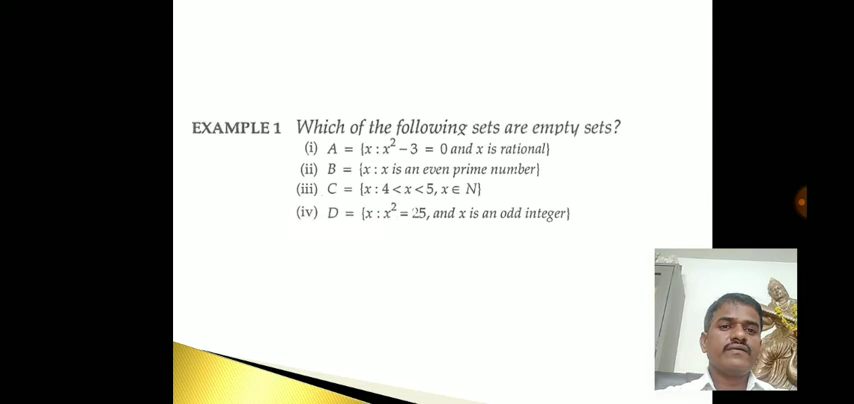 EXAMPLE 1 Which of the following sets are empty sets?
(i) A = {x : x² – 3 = 0 and x is rational}
(ii) B = {x : x is an even prime number}
(iii) C = {x : 4 < x < 5, x ∈ N}
(iv) D = {x : x² = 25, and x is an odd integer}